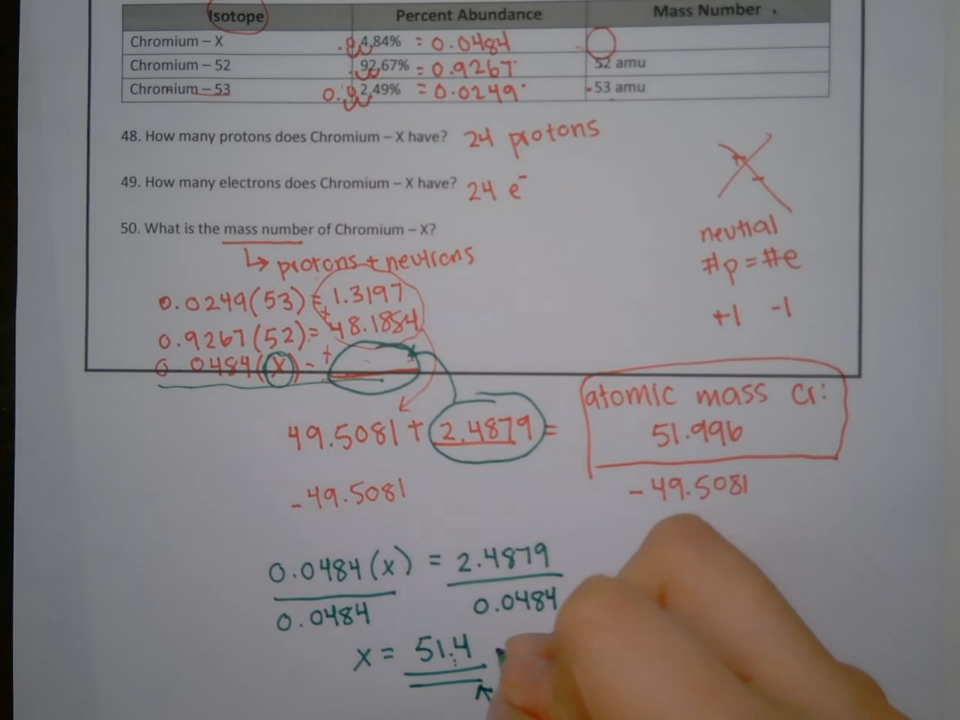 Isotope Percent Abundance Mass Number
Chromium – X 4.84% = 0.0484
Chromium – 52 92.67% = 0.9267 52 amu
Chromium – 53 0.02.49% = 0.0249 53 amu
48. How many protons does Chromium – X have? 24 protons
49. How many electrons does Chromium – X have? 24 e⁻
+
-
50. What is the mass number of Chromium – X?
neutral
↳ protons + neutrons
#p = #e
0.0249(53) = 1.3197
+1 -1
+
0.9267(52) = 48.1854
0.0484(x) = +
atomic mass Cr:
49.5081 + 2.4879 = 51.996
-49.5081 -49.5081
0.0484(x) = 2.4879
0.0484 0.0484
x = 51.4